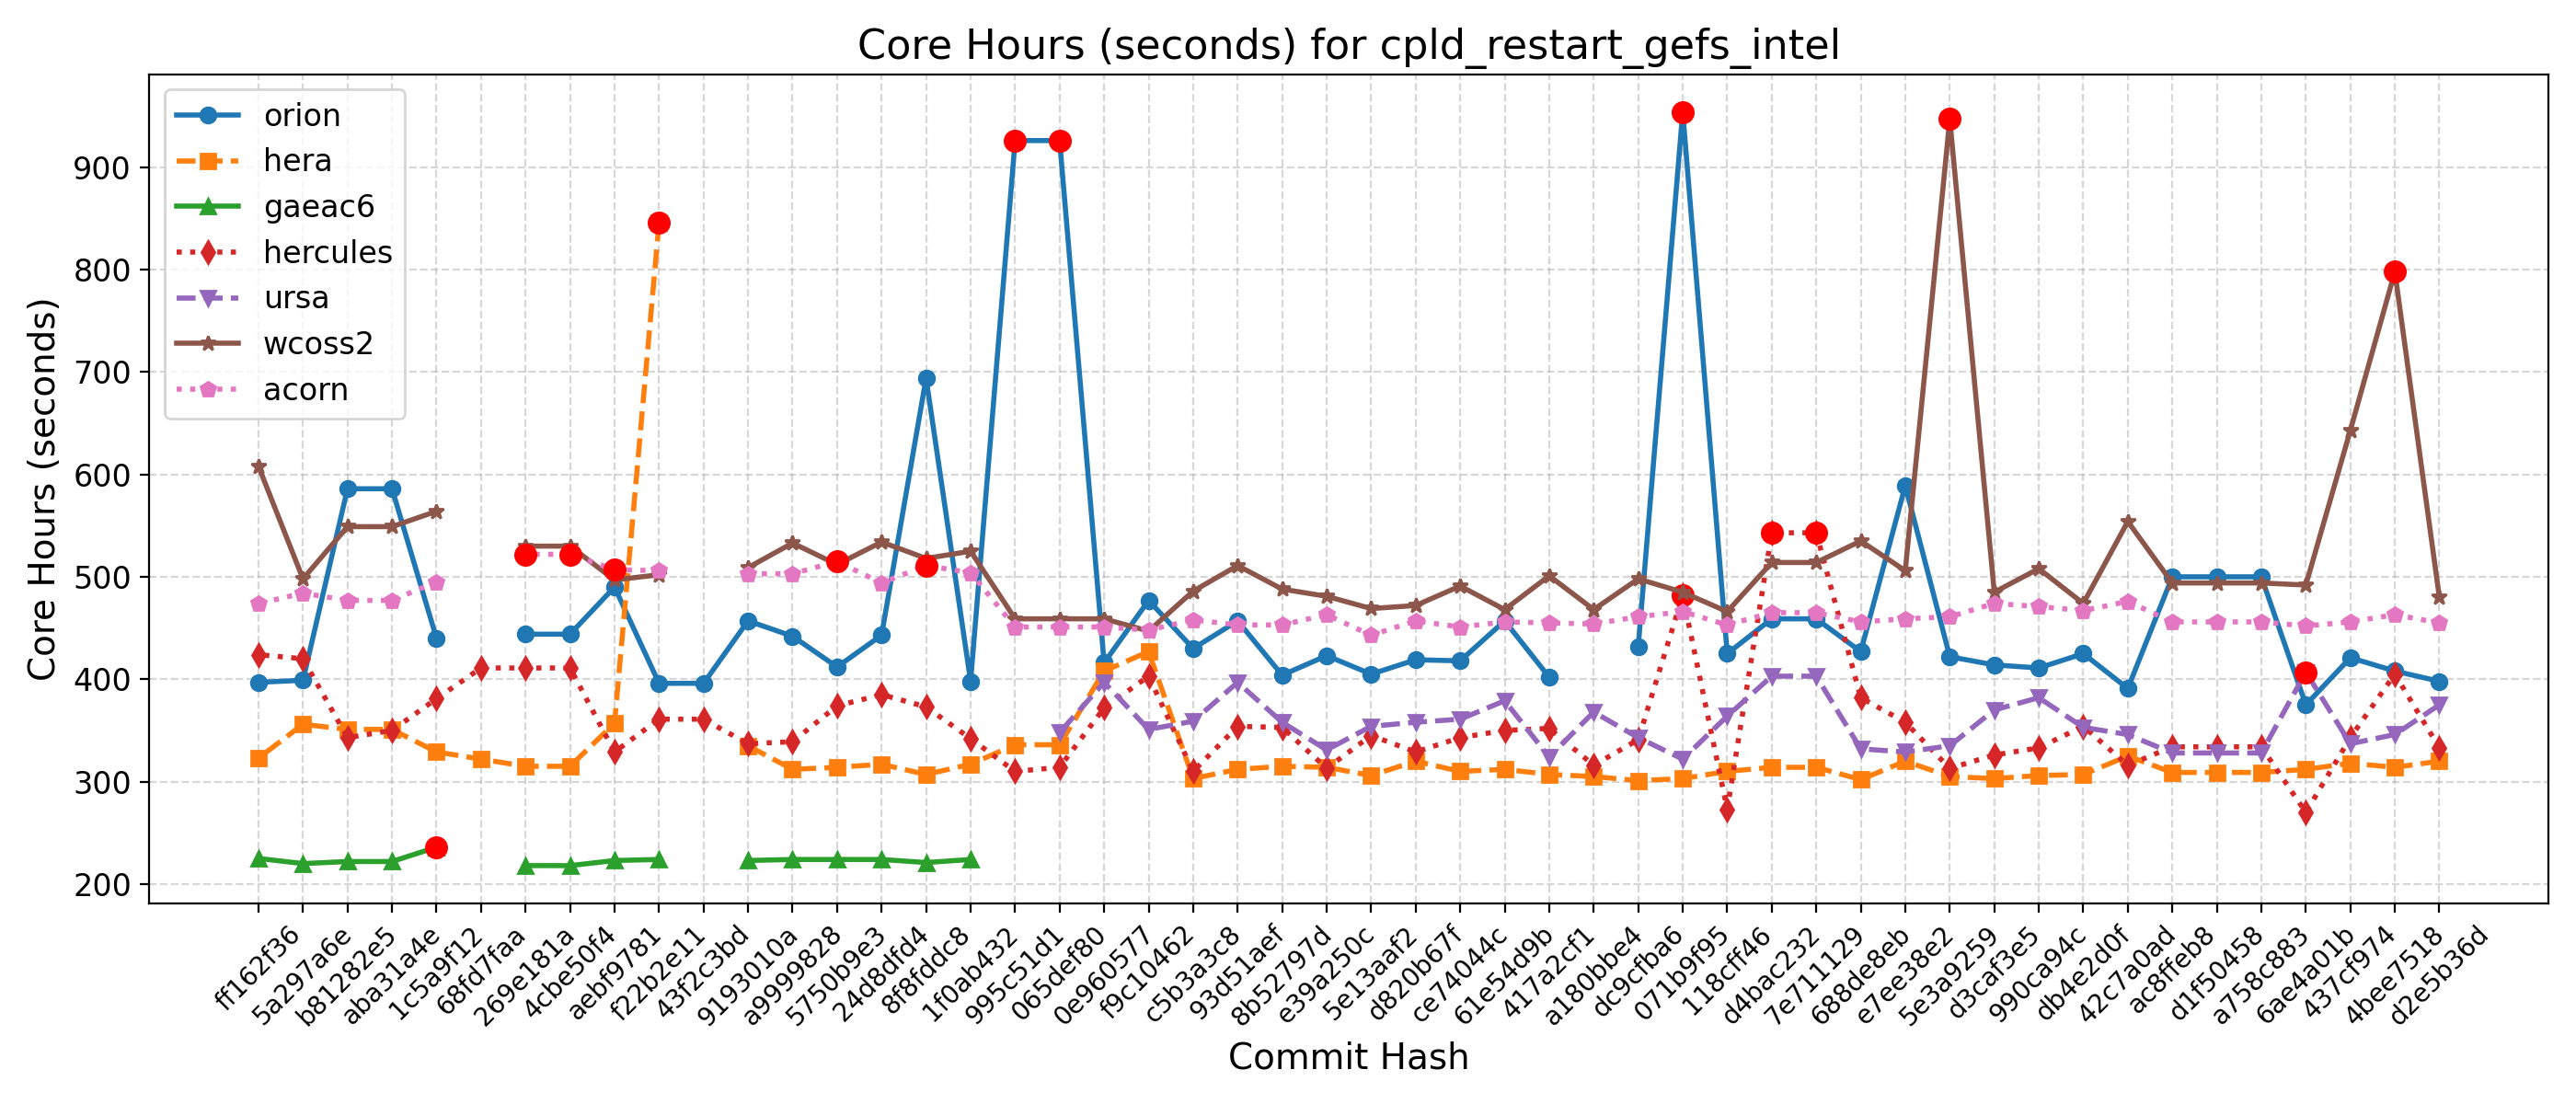 Core Hours (seconds) for cpld_restart_gefs_intel
orion
hera
gaeac6
hercules
ursa
wcoss2
acorn
Core Hours (seconds)
900
800
700
600
500
400
300
200
ff162f36
5a297a6e
b81282e5
aba31a4e
1c5a9f12
68fd7faa
269e181a
4cbe50f4
aebf9781
f22b2e11
43f2c3bd
9193010a
a9999828
5750b9e3
24d8dfd4
8f8fddc8
1f0ab432
995c51d1
065def80
0e960577
f9c10462
c5b3a3c8
93d51aef
8b52797d
e39a250c
5e13aaf2
d820b67f
ce74044c
61e54d9b
417a2cf1
a180bbe4
dc9cfba6
071b9f95
118cff46
d4bac232
7e711129
688de8eb
e7ee38e2
5e3a9259
d3caf3e5
990ca94c
db4e2d0f
42c7a0ad
ac8ffeb8
d1f50458
a758c883
6ae4a01b
437cf974
4bee7518
d2e5b36d
Commit Hash